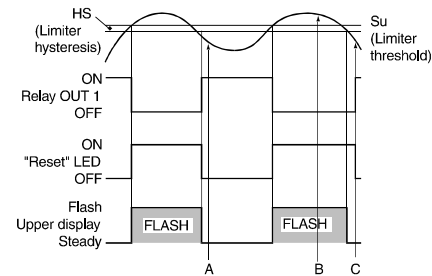 HS
(Limiter
hysteresis)
Su
(Limiter
threshold)
ON
Relay OUT 1
OFF
ON
"Reset" LED
OFF
Flash
Upper display
Steady
FLASH
FLASH
A
B
C